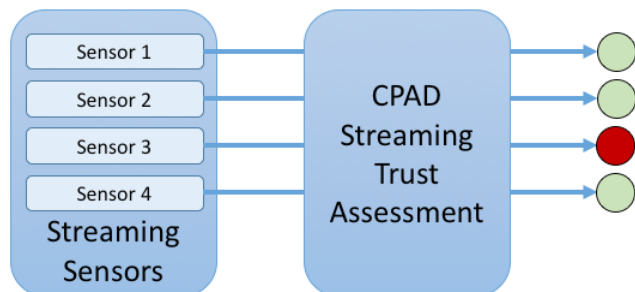 Sensor 1
Sensor 2
Sensor 3
Sensor 4
Streaming
Sensors
CPAD
Streaming
Trust
Assessment